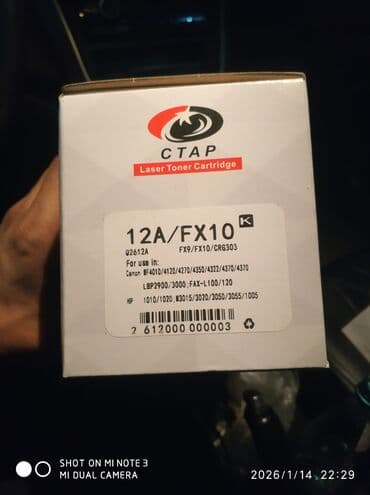 CTAP
Laser Toner Cartridge
12A/FX10 K
Q2612A FX9/FX10/CRG303
For use in:
Canon MF4010/4120/4270/4350/4322/4370/4370
LBP2900/3000;FAX-L100/120
HP 1010/1020,M3015/3020/3050/3055/1005
2 612000 000003
SHOT ON MI NOTE 3
MI DUAL CAMERA
2026/1/14 22:29